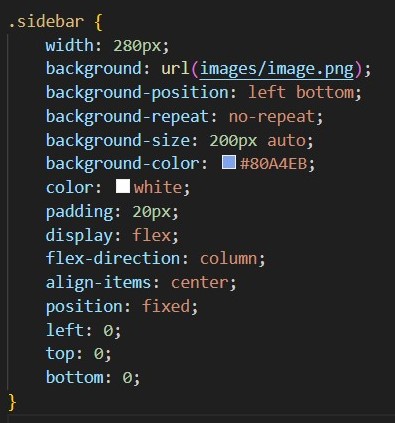 .sidebar {
    width: 280px;
    background: url(images/image.png);
    background-position: left bottom;
    background-repeat: no-repeat;
    background-size: 200px auto;
    background-color: #80A4EB;
    color: white;
    padding: 20px;
    display: flex;
    flex-direction: column;
    align-items: center;
    position: fixed;
    left: 0;
    top: 0;
    bottom: 0;
}